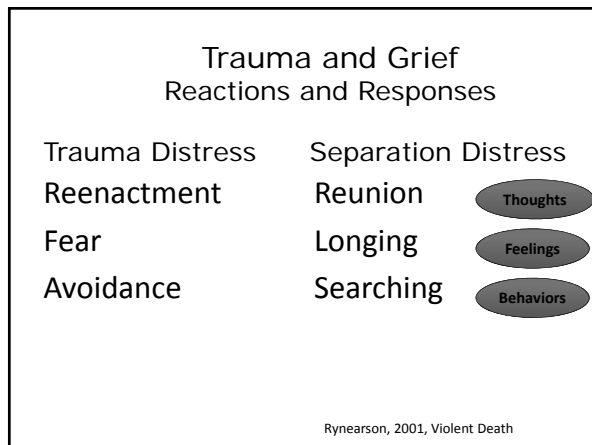 Trauma and Grief
Reactions and Responses
Trauma Distress Separation Distress
Reenactment Reunion Thoughts
Fear Longing Feelings
Avoidance Searching Behaviors
Rynearson, 2001, Violent Death